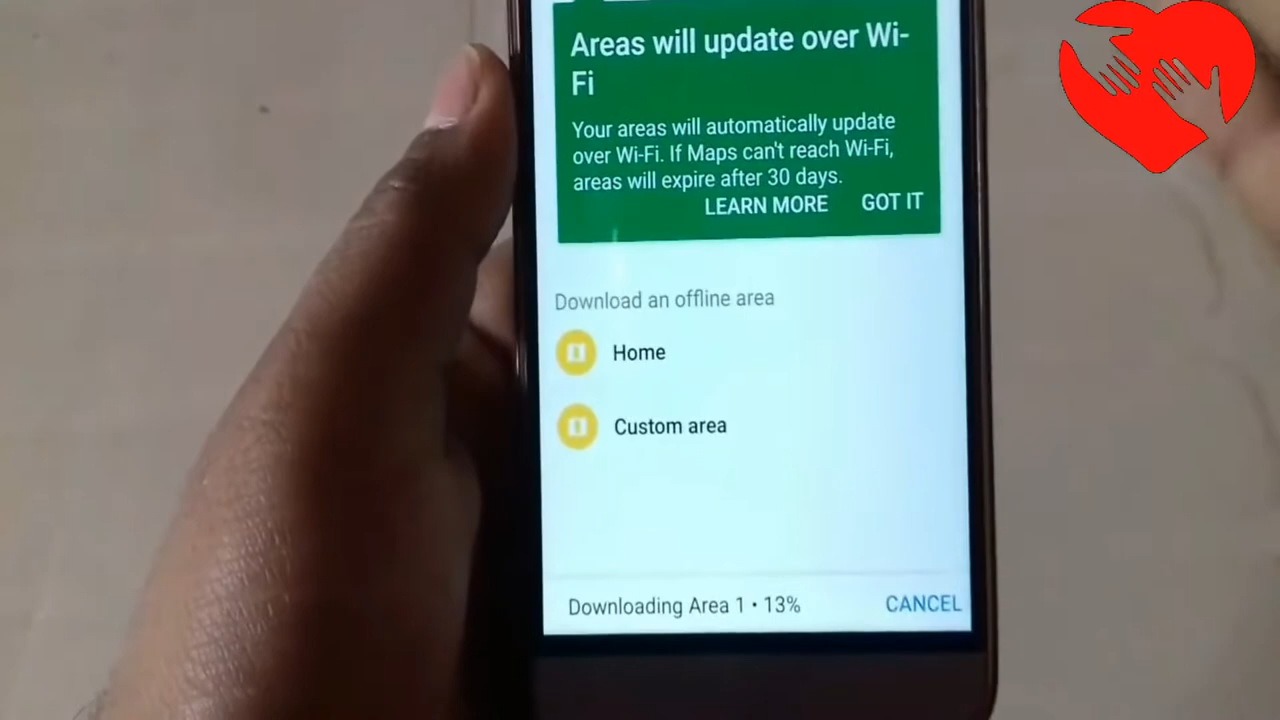 Areas will update over Wi-
Fi
Your areas will automatically update
over Wi-Fi. If Maps can't reach Wi-Fi,
areas will expire after 30 days.
LEARN MORE GOT IT
Download an offline area
Home
Custom area
Downloading Area 1 • 13% CANCEL